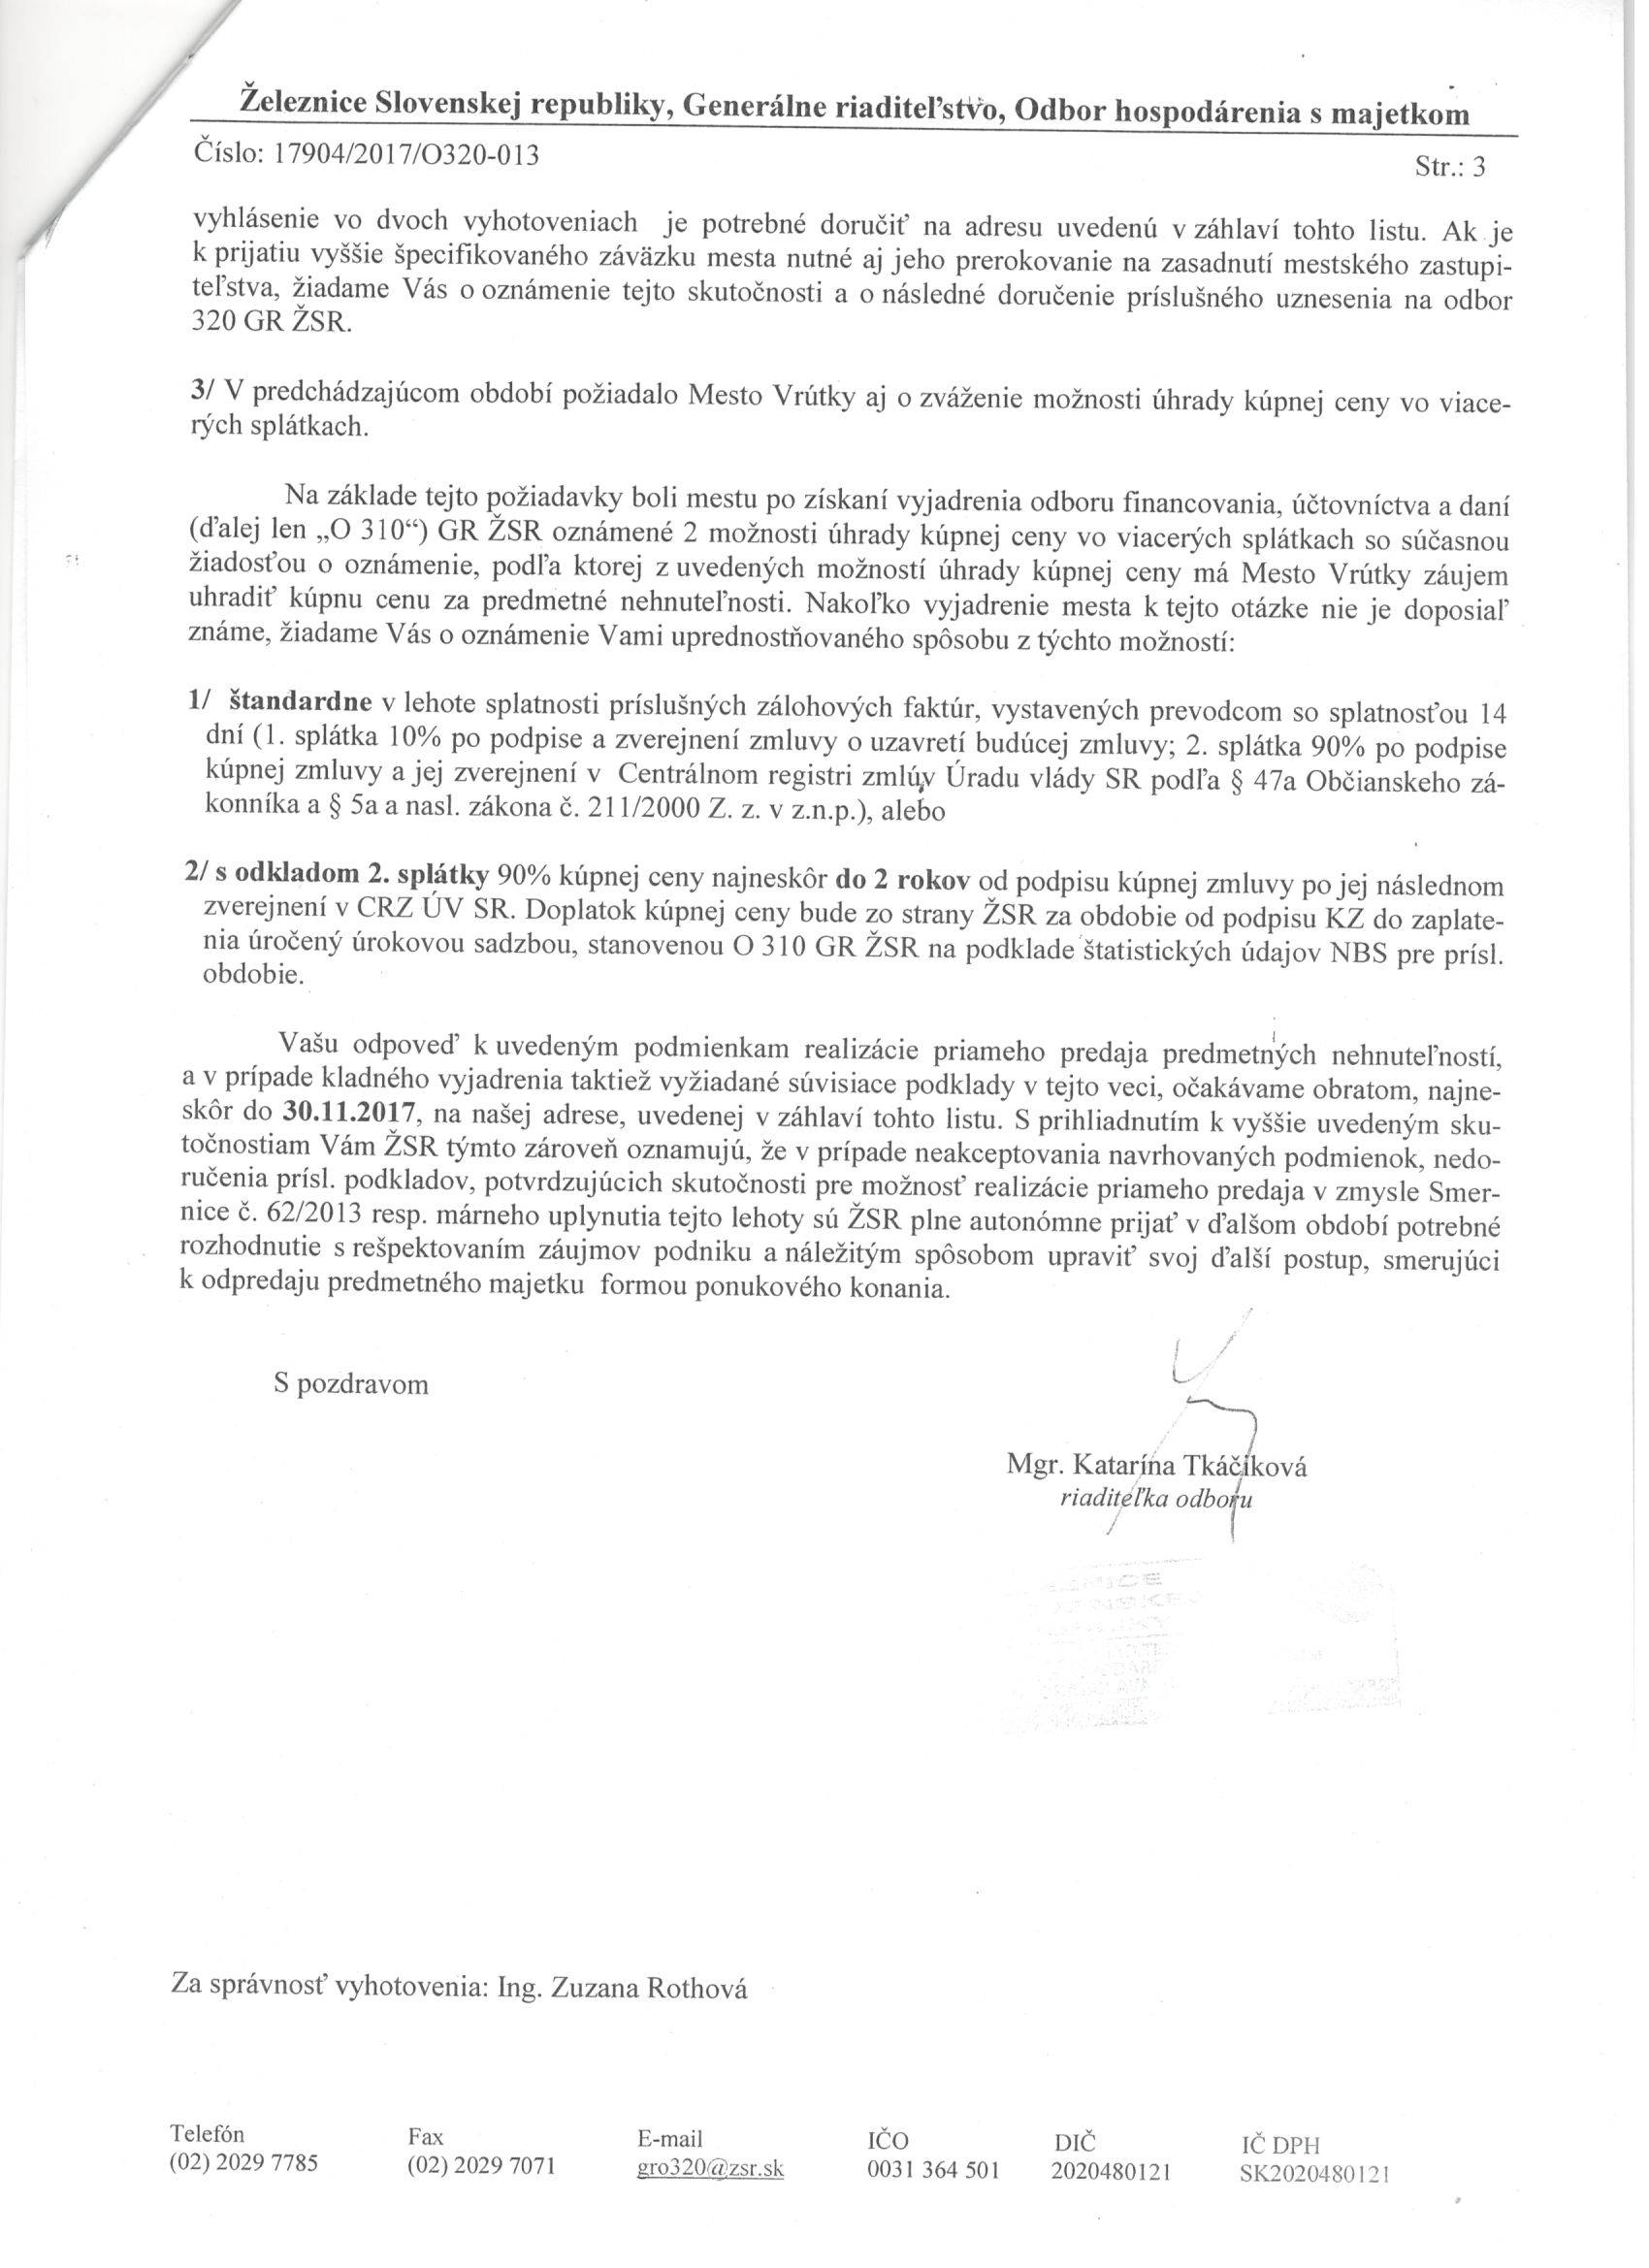 Železnice Slovenskej republiky, Generálne riaditeľstvo, Odbor hospodárenia s majetkom
Číslo: 17904/2017/O320-013
Str.: 3
vyhlásenie vo dvoch vyhotoveniach je potrebné doručiť na adresu uvedenú v záhlaví tohto listu. Ak je
k prijatiu vyššie špecifikovaného záväzku mesta nutné aj jeho prerokovanie na zasadnutí mestského zastupi-
teľstva, žiadame Vás o oznámenie tejto skutočnosti a o následné doručenie príslušného uznesenia na odbor
320 GR ŽSR.
3/ V predchádzajúcom období požiadalo Mesto Vrútky aj o zváženie možnosti úhrady kúpnej ceny vo viace-
rých splátkach.
Na základe tejto požiadavky boli mestu po získaní vyjadrenia odboru financovania, účtovníctva a daní
(ďalej len „O 310“) GR ŽSR oznámené 2 možnosti úhrady kúpnej ceny vo viacerých splátkach so súčasnou
žiadosťou o oznámenie, podľa ktorej z uvedených možností úhrady kúpnej ceny má Mesto Vrútky záujem
uhradiť kúpnu cenu za predmetné nehnuteľnosti. Nakoľko vyjadrenie mesta k tejto otázke nie je doposiaľ
známe, žiadame Vás o oznámenie Vami uprednostňovaného spôsobu z týchto možností:
1/ štandardne v lehote splatnosti príslušných zálohových faktúr, vystavených prevodcom so splatnosťou 14
dní (1. splátka 10% po podpise a zverejnení zmluvy o uzavretí budúcej zmluvy; 2. splátka 90% po podpise
kúpnej zmluvy a jej zverejnení v Centrálnom registri zmlúv Úradu vlády SR podľa § 47a Občianskeho zá-
konníka a § 5a a nasl. zákona č. 211/2000 Z. z. v z.n.p.), alebo
2/ s odkladom 2. splátky 90% kúpnej ceny najneskôr do 2 rokov od podpisu kúpnej zmluvy po jej následnom
zverejnení v CRZ ÚV SR. Doplatok kúpnej ceny bude zo strany ŽSR za obdobie od podpisu KZ do zaplate-
nia úročený úrokovou sadzbou, stanovenou O 310 GR ŽSR na podklade štatistických údajov NBS pre prísl.
obdobie.
Vašu odpoveď k uvedeným podmienkam realizácie priameho predaja predmetných nehnuteľností,
a v prípade kladného vyjadrenia taktiež vyžiadané súvisiace podklady v tejto veci, očakávame obratom, najne-
skôr do 30.11.2017, na našej adrese, uvedenej v záhlaví tohto listu. S prihliadnutím k vyššie uvedeným sku-
točnostiam Vám ŽSR týmto zároveň oznamujú, že v prípade neakceptovania navrhovaných podmienok, nedo-
ručenia prísl. podkladov, potvrdzujúcich skutočnosti pre možnosť realizácie priameho predaja v zmysle Smer-
nice č. 62/2013 resp. márneho uplynutia tejto lehoty sú ŽSR plne autonómne prijať v ďalšom období potrebné
rozhodnutie s rešpektovaním záujmov podniku a náležitým spôsobom upraviť svoj ďalší postup, smerujúci
k odpredaju predmetného majetku formou ponukového konania.
S pozdravom
Mgr. Katarína Tkáčiková
riaditeľka odboru
Za správnosť vyhotovenia: Ing. Zuzana Rothová
Telefón Fax E-mail IČO DIČ IČ DPH
(02) 2029 7785 (02) 2029 7071 gro320@zsr.sk 0031 364 501 2020480121 SK2020480121